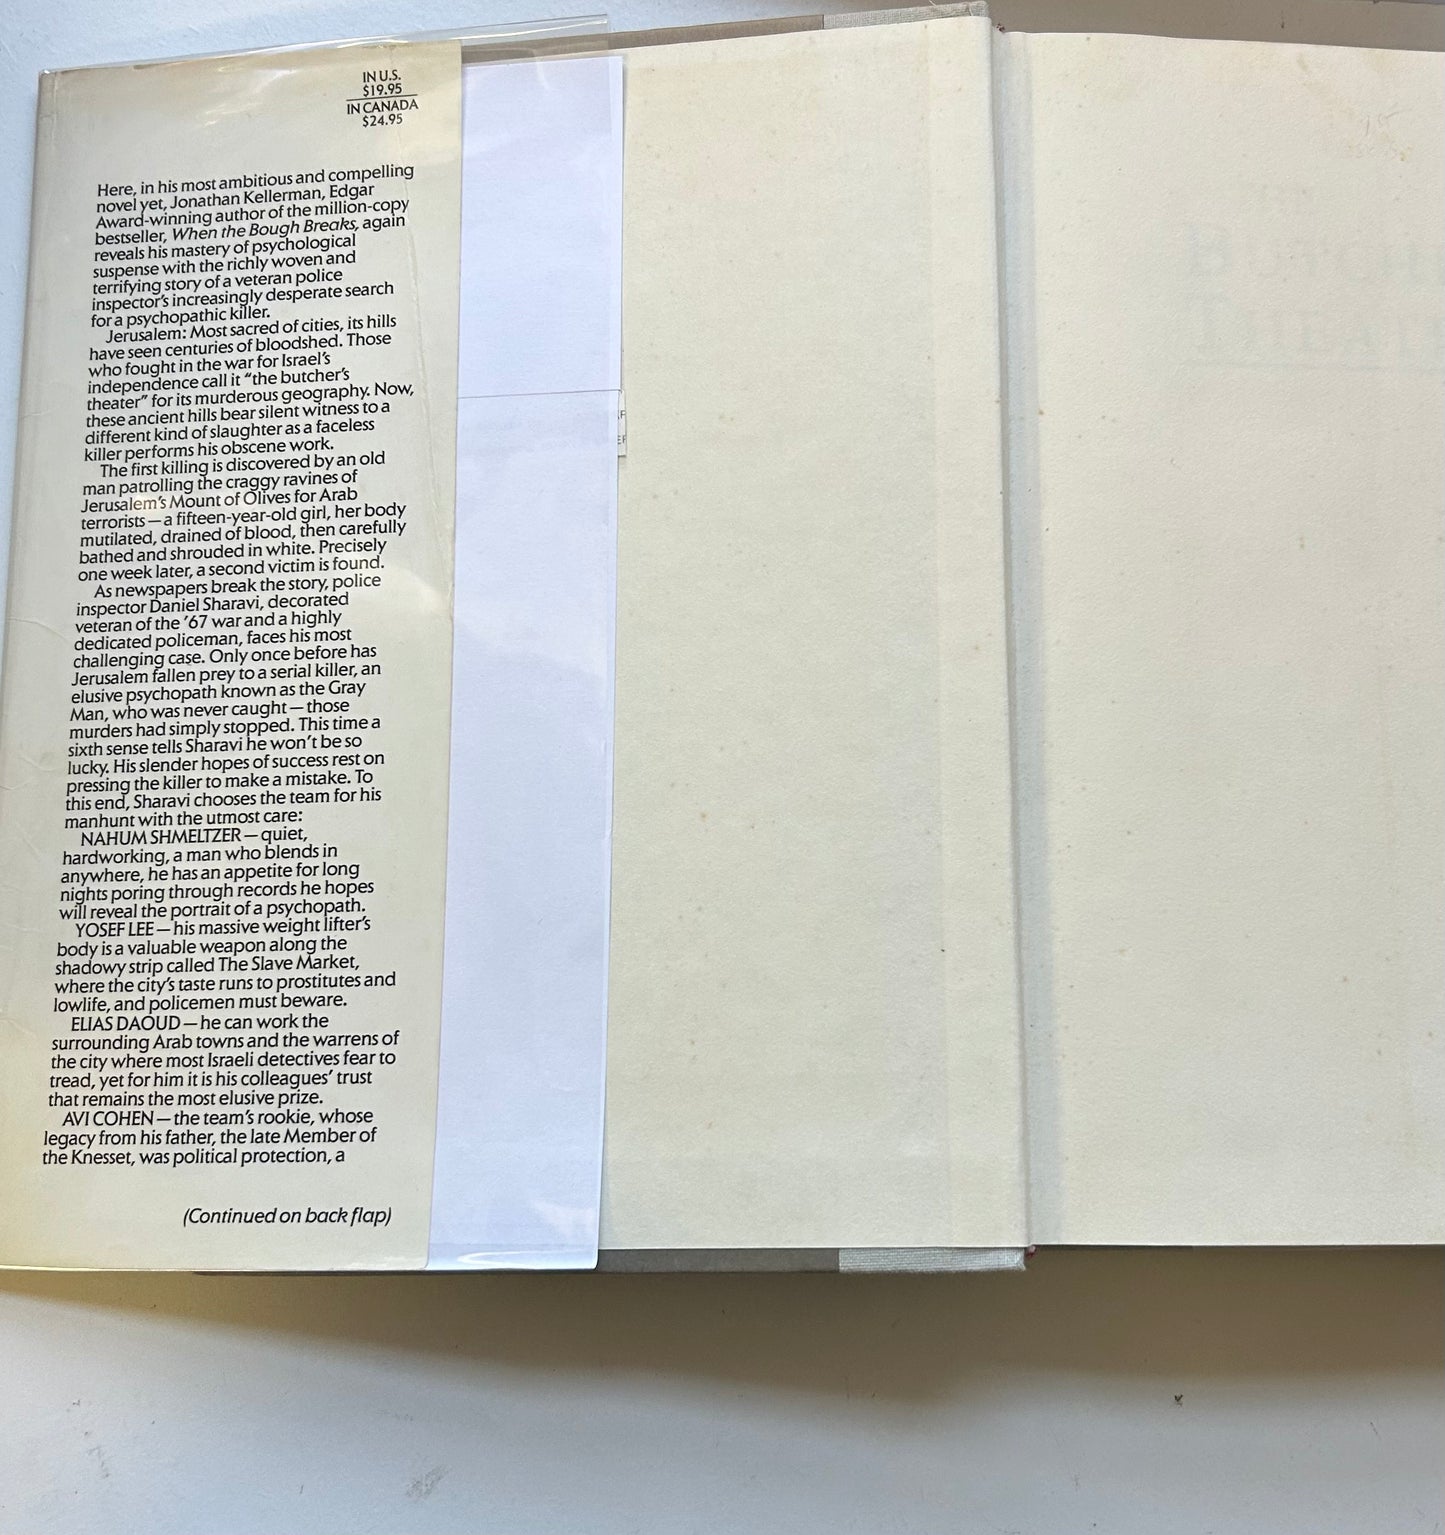 IN U.S.
$19.95
IN CANADA
$24.95
Here, in his most ambitious and compelling
novel yet, Jonathan Kellerman, Edgar
Award-winning author of the million-copy
bestseller, When the Bough Breaks, again
reveals his mastery of psychological
suspense with the richly woven and
terrifying story of a veteran police
inspector's increasingly desperate search
for a psychopathic killer.
Jerusalem: Most sacred of cities, its hills
have seen centuries of bloodshed. Those
who fought in the war for Israel's
independence call it "the butcher's
theater" for its murderous geography. Now,
these ancient hills bear silent witness to a
different kind of slaughter as a faceless
killer performs his obscene work.
The first killing is discovered by an old
man patrolling the craggy ravines of
Jerusalem's Mount of Olives for Arab
terrorists—a fifteen-year-old girl, her body
mutilated, drained of blood, then carefully
bathed and shrouded in white. Precisely
one week later, a second victim is found.
As newspapers break the story, police
inspector Daniel Sharavi, decorated
veteran of the '67 war and a highly
dedicated policeman, faces his most
challenging case. Only once before has
Jerusalem fallen prey to a serial killer, an
elusive psychopath known as the Gray
Man, who was never caught—those
murders had simply stopped. This time a
sixth sense tells Sharavi he won't be so
lucky. His slender hopes of success rest on
pressing the killer to make a mistake. To
this end, Sharavi chooses the team for his
manhunt with the utmost care:
NAHUM SHMELTZER—quiet,
hardworking, a man who blends in
anywhere, he has an appetite for long
nights poring through records he hopes
will reveal the portrait of a psychopath.
YOSEF LEE—his massive weight lifter's
body is a valuable weapon along the
shadowy strip called The Slave Market,
where the city's taste runs to prostitutes and
lowlife, and policemen must beware.
ELIAS DAOUD—he can work the
surrounding Arab towns and the warrens of
the city where most Israeli detectives fear to
tread, yet for him it is his colleagues' trust
that remains the most elusive prize.
AVI COHEN—the team's rookie, whose
legacy from his father, the late Member of
the Knesset, was political protection, a
(Continued on back flap)